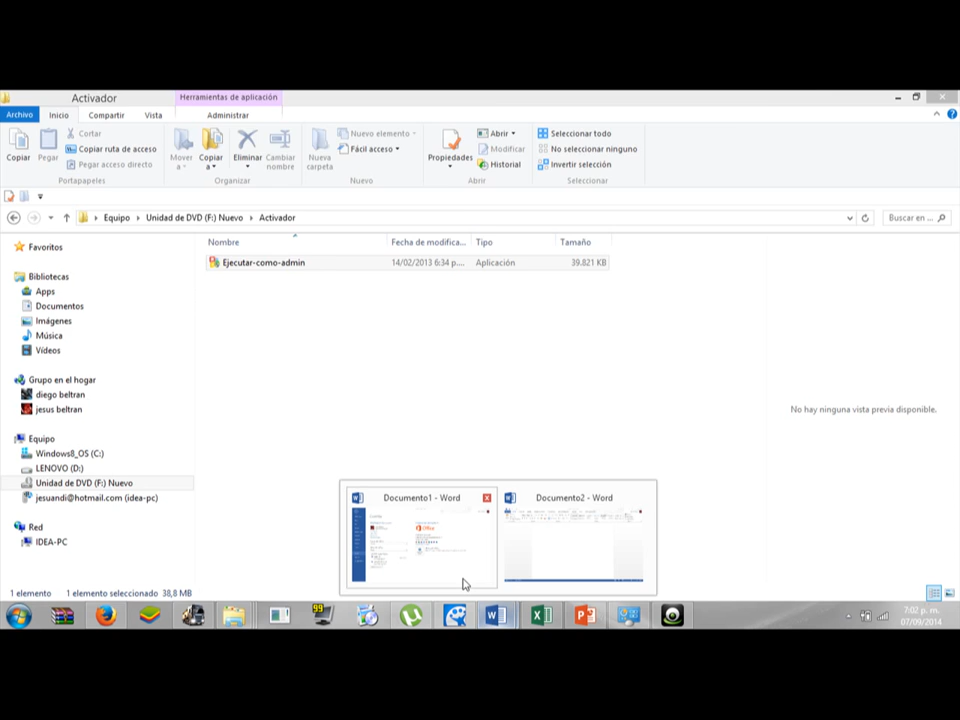 Activador
Herramientas de aplicación
Archivo
Inicio
Compartir
Vista
Administrar
Copiar
Pegar
Cortar
Copiar ruta de acceso
Pegar acceso directo
Mover a
Copiar a
Eliminar
Cambiar nombre
Nueva carpeta
Nuevo elemento
Fácil acceso
Propiedades
Abrir
Modificar
Historial
Seleccionar todo
No seleccionar ninguno
Invertir selección
Portapapeles
Organizar
Nuevo
Abrir
Seleccionar
Equipo
Unidad de DVD (F:) Nuevo
Activador
Buscar en ...
Nombre
Fecha de modifica...
Tipo
Tamaño
Ejecutar-como-admin
14/02/2013 6:34 p....
Aplicación
39.821 KB
Favoritos
Bibliotecas
Apps
Documentos
Imágenes
Música
Vídeos
Grupo en el hogar
diego beltran
jesus beltran
Equipo
Windows8_OS (C:)
LENOVO (D:)
Unidad de DVD (F:) Nuevo
jesuandi@hotmail.com (idea-pc)
Red
IDEA-PC
No hay ninguna vista previa disponible.
Documento1 - Word
Documento2 - Word
Office
1 elemento
1 elemento seleccionado 38,8 MB
99
7:02 p. m.
07/09/2014